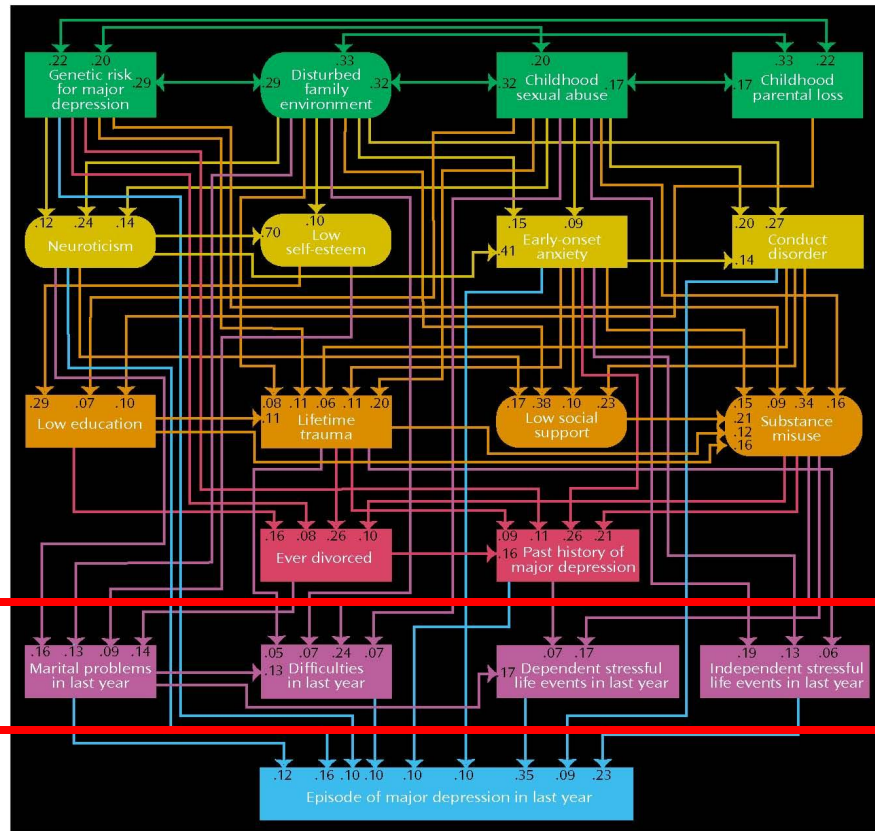 .22 .20 .33 .20 .33 .22
Genetic risk
for major
depression
.29
.29
Disturbed
family
environment
.32
.32
Childhood
sexual abuse
.17
.17
Childhood
parental loss
.12 .24 .14
Neuroticism
.70
.10
Low
self-esteem
.15 .09
.41
Early-onset
anxiety
.20 .27
.14
Conduct
disorder
.29 .07 .10
Low education
.08 .11 .06 .11 .20
.11
Lifetime
trauma
.17 .38 .10 .23
Low social
support
.15 .09 .34 .16
.21
.12
.16
Substance
misuse
.16 .08 .26 .10
Ever divorced
.09 .11 .26 .21
.16
Past history of
major depression
.16 .13 .09 .14
Marital problems
in last year
.05 .07 .24 .07
.13
Difficulties
in last year
.07 .17
.17
Dependent stressful
life events in last year
.19 .13 .06
Independent stressful
life events in last year
.12 .16 .10 .10 .10 .10 .35 .09 .23
Episode of major depression in last year